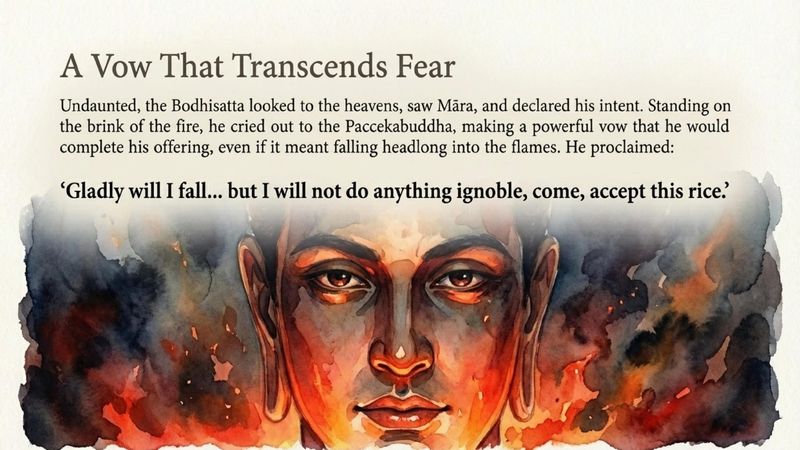 A Vow That Transcends Fear
Undaunted, the Bodhisatta looked to the heavens, saw Māra, and declared his intent. Standing on
the brink of the fire, he cried out to the Paccekabuddha, making a powerful vow that he would
complete his offering, even if it meant falling headlong into the flames. He proclaimed:
‘Gladly will I fall... but I will not do anything ignoble, come, accept this rice.’